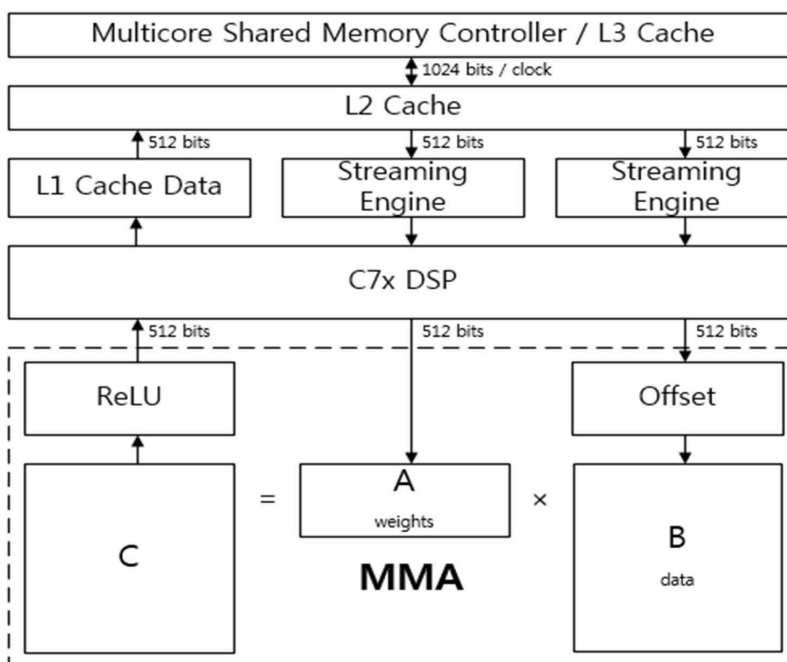 Multicore Shared Memory Controller / L3 Cache
1024 bits / clock
L2 Cache
512 bits
512 bits
512 bits
L1 Cache Data
Streaming
Engine
Streaming
Engine
C7x DSP
512 bits
512 bits
512 bits
ReLU
Offset
C
=
A
weights
×
B
data
MMA